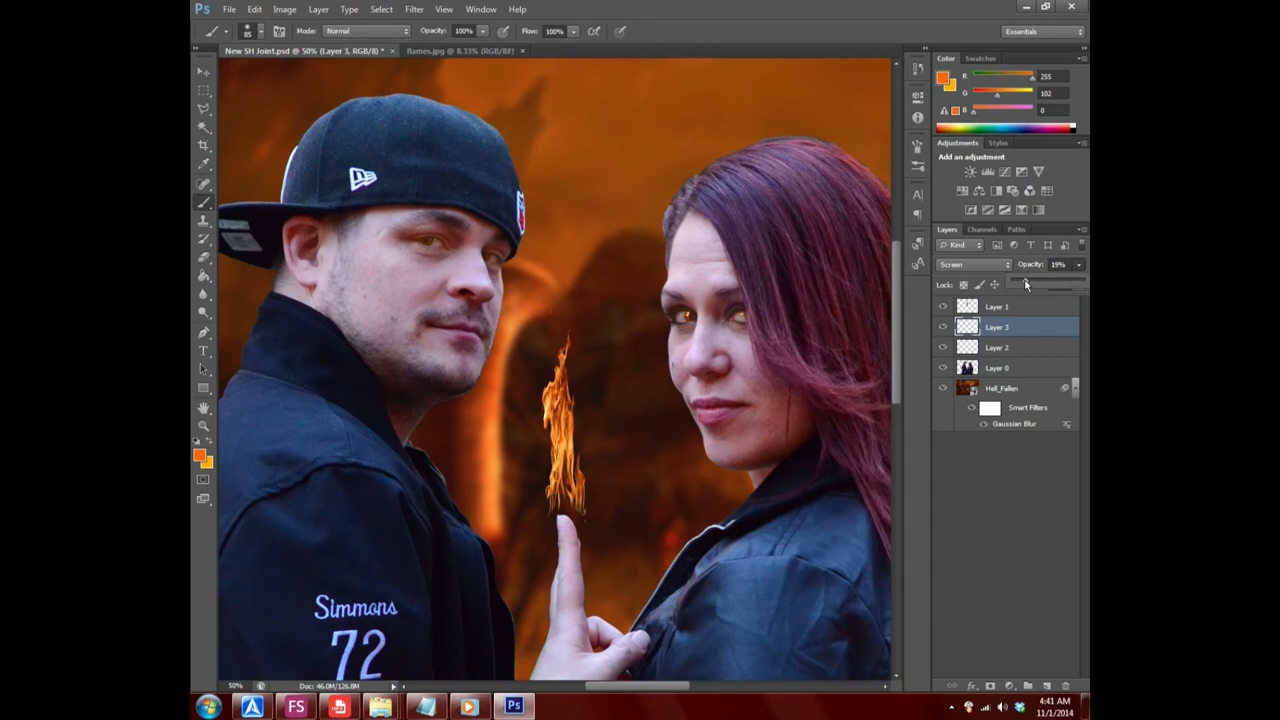 Ps File Edit Image Layer Type Select Filter View Window Help
85 Mode: Normal Opacity: 100% Flow: 100% Essentials
New SH Joint.psd @ 50% (Layer 3, RGB/8) * × flames.jpg @ 8.33% (RGB/8#) ×
Color Swatches
R 255
G 102
B 0
Adjustments Styles
Add an adjustment
Layers Channels Paths
Kind
Screen Opacity: 19%
Lock:
Layer 1
Layer 3
Layer 2
Layer 0
Hell_Fallen
Smart Filters
Gaussian Blur
Simmons
72
50% Doc: 46.0M/126.8M
FS Ps
4:41 AM
11/1/2014